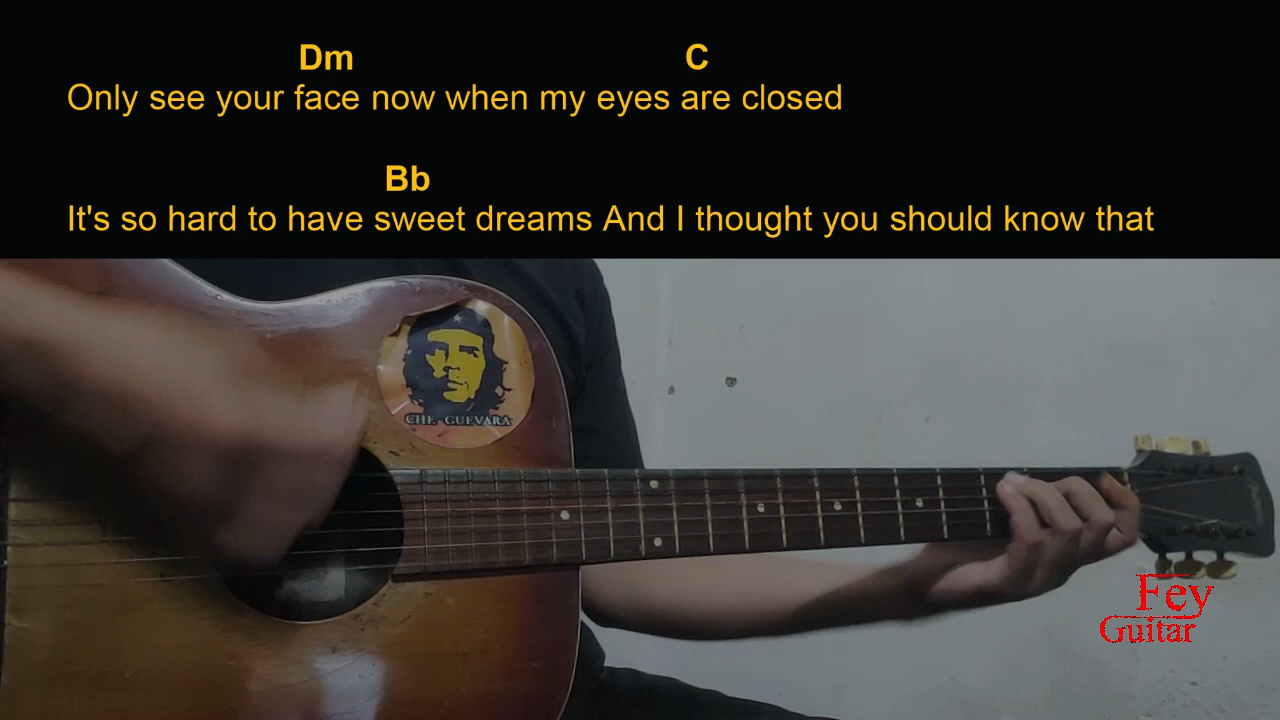 Dm C
Only see your face now when my eyes are closed
Bb
It's so hard to have sweet dreams And I thought you should know that
CHE GUEVARA
Fey
Guitar